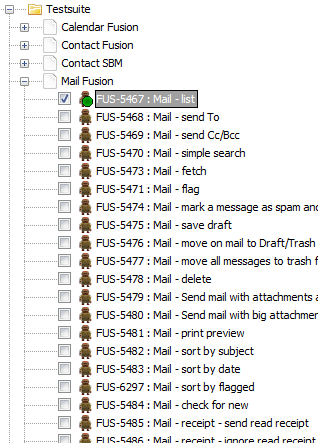 Testsuite
Calendar Fusion
Contact Fusion
Contact SBM
Mail Fusion
FUS-5467 : Mail - list
FUS-5468 : Mail - send To
FUS-5469 : Mail - send Cc/Bcc
FUS-5470 : Mail - simple search
FUS-5473 : Mail - fetch
FUS-5471 : Mail - flag
FUS-5474 : Mail - mark a message as spam and
FUS-5475 : Mail - save draft
FUS-5476 : Mail - move on mail to Draft/Trash
FUS-5477 : Mail - move all messages to trash f
FUS-5478 : Mail - delete
FUS-5479 : Mail - Send mail with attachments a
FUS-5480 : Mail - Send mail with big attachmen
FUS-5481 : Mail - print preview
FUS-5482 : Mail - sort by subject
FUS-5483 : Mail - sort by date
FUS-6297 : Mail - sort by flagged
FUS-5484 : Mail - check for new
FUS-5485 : Mail - receipt - send read receipt
FUS-5486 : Mail - receipt - ignore read receipt